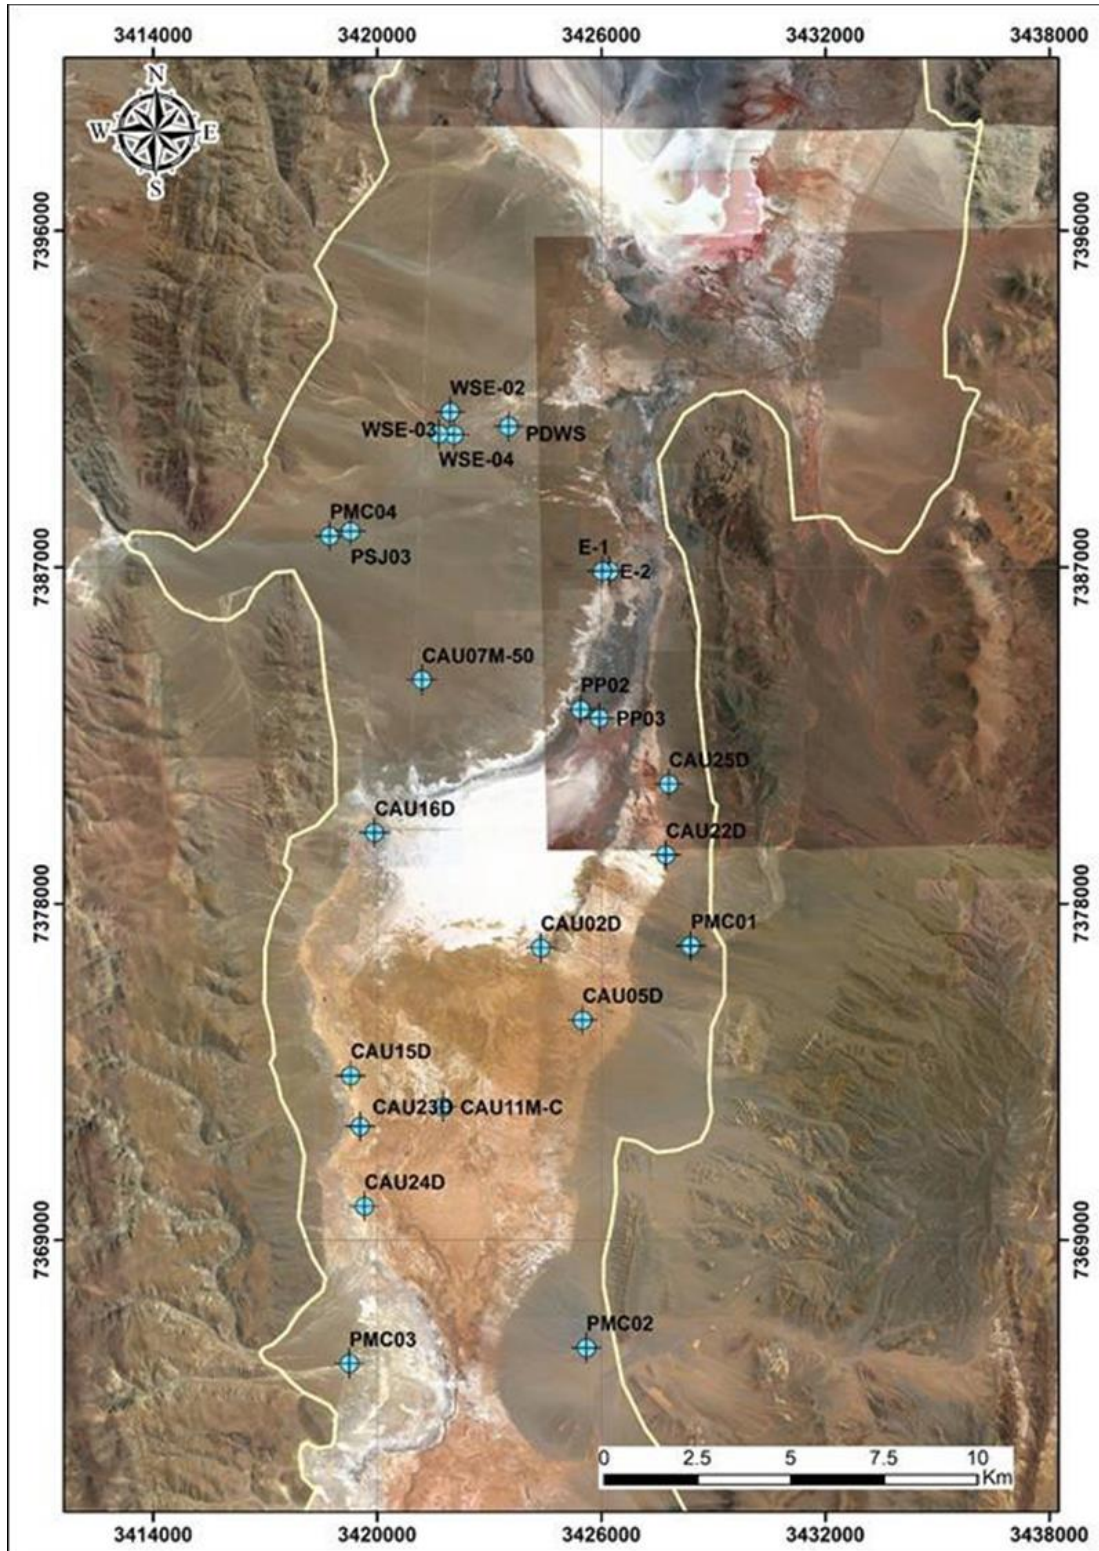 3414000 3420000 3426000 3432000 3438000
N
W E
S
7396000 7396000
WSE-02
WSE-03 PDWS
WSE-04
PMC04
PSJ03
E-1
7387000 E-2 7387000
CAU07M-50
PP02
PP03
CAU25D
CAU16D
CAU22D
7378000 7378000
CAU02D PMC01
CAU05D
CAU15D
CAU23D CAU11M-C
CAU24D
7369000 7369000
PMC02
PMC03
0 2.5 5 7.5 10
Km
3414000 3420000 3426000 3432000 3438000